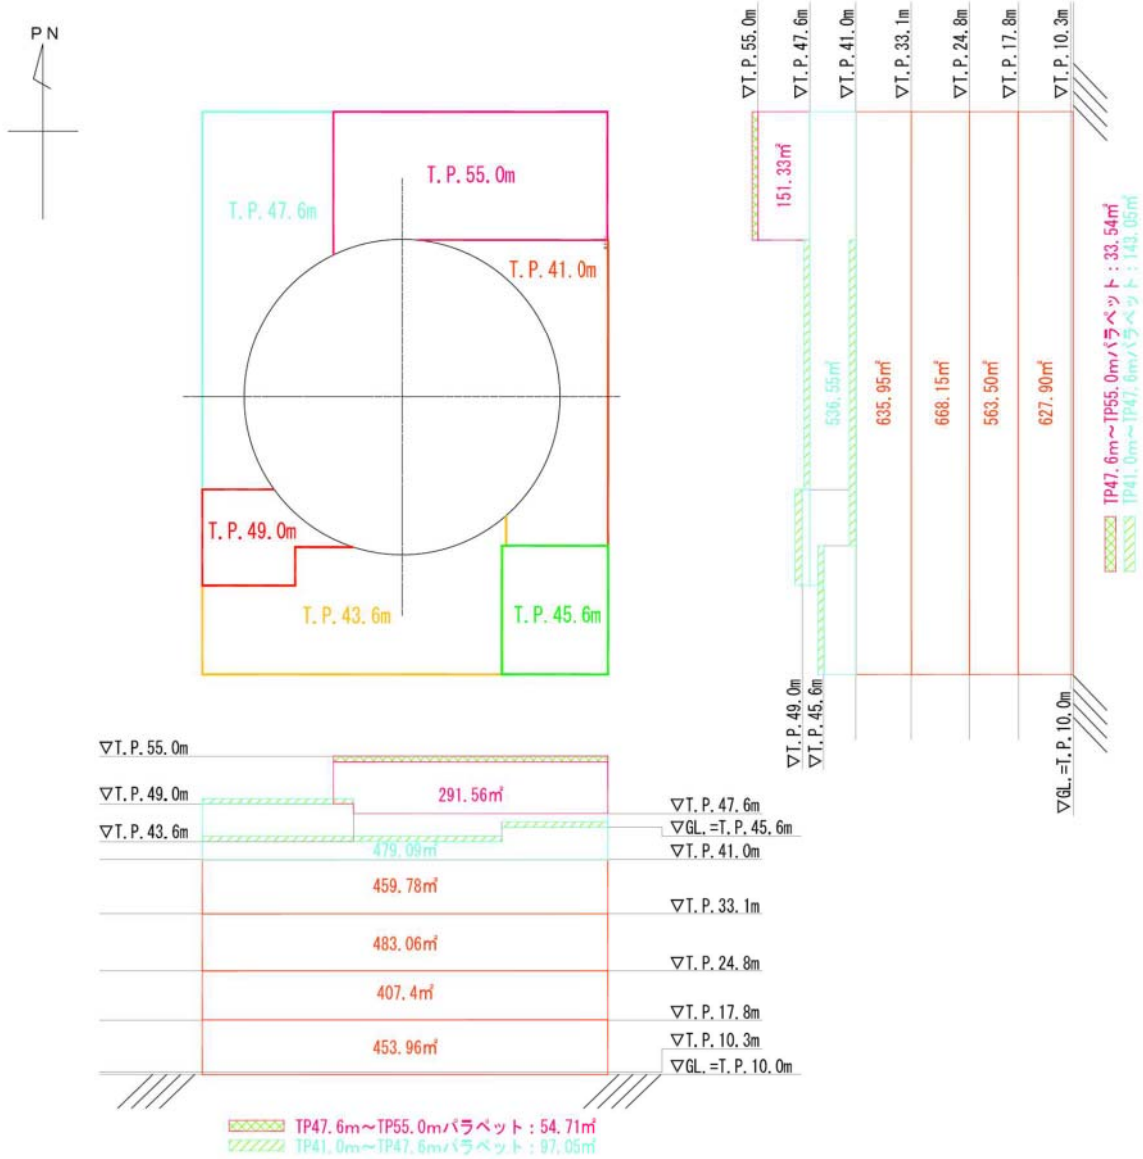 PN
▽T.P.55.0m
▽T.P.47.6m
▽T.P.41.0m
▽T.P.33.1m
▽T.P.24.8m
▽T.P.17.8m
▽T.P.10.3m
T.P.55.0m
T.P.47.6m
T.P.41.0m
T.P.49.0m
T.P.43.6m
T.P.45.6m
151.33㎡
536.55㎡
635.95㎡
668.15㎡
563.50㎡
627.90㎡
TP47.6m～TP55.0mパラペット：33.54㎡
TP41.0m～TP47.6mパラペット：143.05㎡
▽T.P.49.0m
▽T.P.45.6m
▽GL.=T.P.10.0m
▽T.P.55.0m
▽T.P.49.0m
▽T.P.43.6m
291.56㎡
479.09㎡
459.78㎡
483.06㎡
407.4㎡
453.96㎡
▽T.P.47.6m
▽GL.=T.P.45.6m
▽T.P.41.0m
▽T.P.33.1m
▽T.P.24.8m
▽T.P.17.8m
▽T.P.10.3m
▽GL.=T.P.10.0m
TP47.6m～TP55.0mパラペット：54.71㎡
TP41.0m～TP47.6mパラペット：97.05㎡